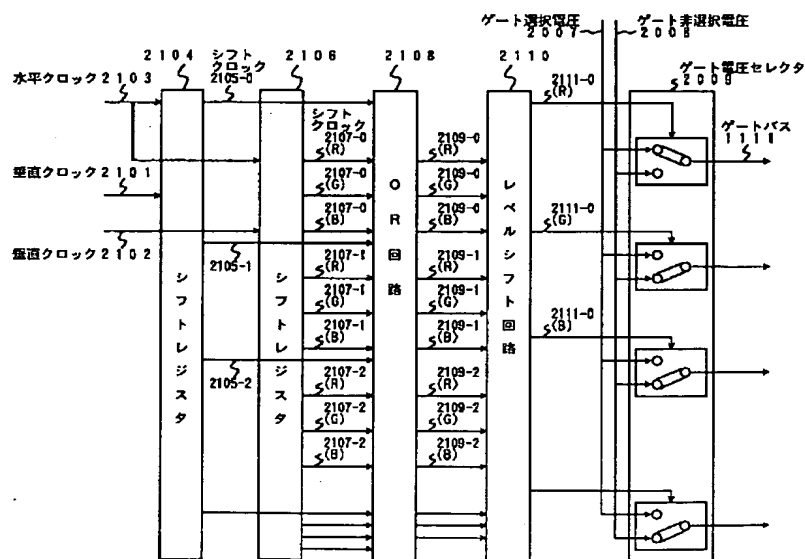 ゲート選択電圧
2007
ゲート非選択電圧
2008
2104
シフト
クロック
2105-0
2106
2108
2110
ゲート電圧セレクタ
2009
水平クロック2103
2111-0
(R)
シフト
クロック
ゲートバス
1111
2107-0
(R)
2109-0
(R)
垂直クロック2101
2107-0
(G)
2109-0
(G)
2107-0
(B)
2109-0
(B)
2111-0
(G)
垂直クロック2102
2105-1
2107-1
(R)
2109-1
(R)
2107-1
(G)
2109-1
(G)
2111-0
(B)
2107-1
(B)
2109-1
(B)
2105-2
2107-2
(R)
2109-2
(R)
2107-2
(G)
2109-2
(G)
2107-2
(B)
2109-2
(B)
シフトレジスタ
シフトレジスタ
OR回路
レベルシフト回路